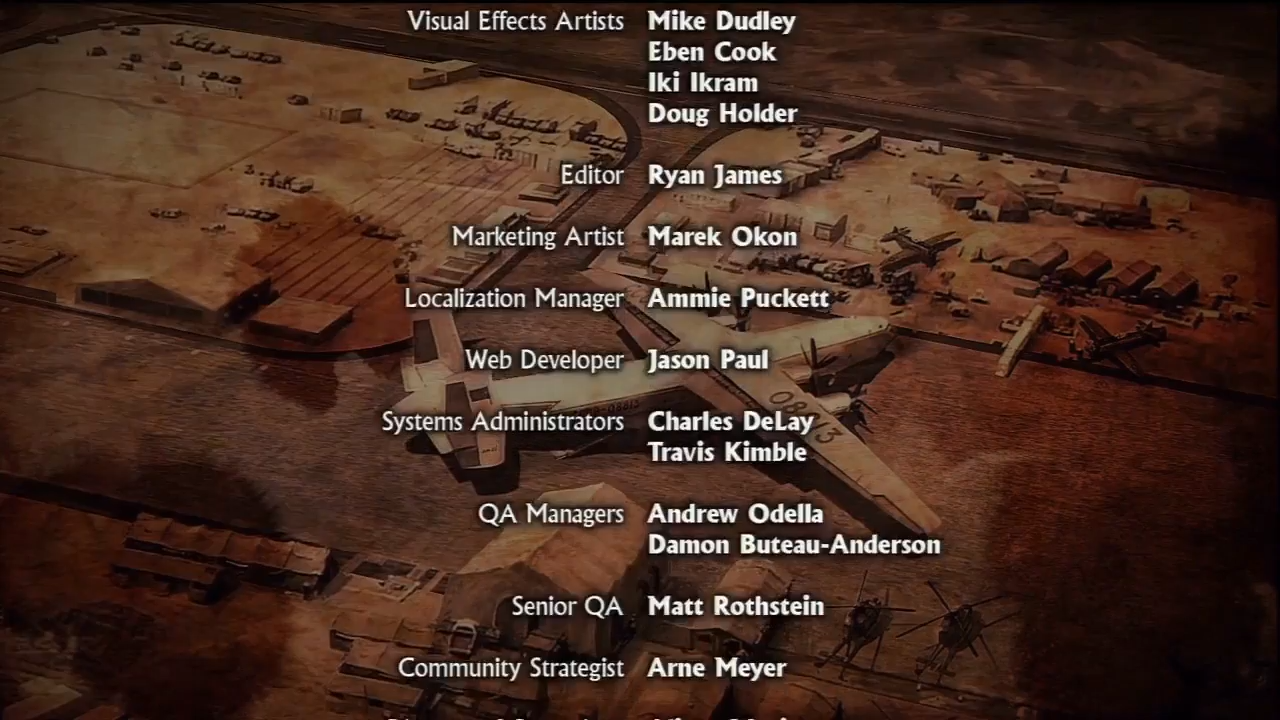 Visual Effects Artists Mike Dudley
Eben Cook
Iki Ikram
Doug Holder
Editor Ryan James
Marketing Artist Marek Okon
Localization Manager Ammie Puckett
Web Developer Jason Paul
Systems Administrators Charles DeLay
Travis Kimble
QA Managers Andrew Odella
Damon Buteau-Anderson
Senior QA Matt Rothstein
Community Strategist Arne Meyer
08613